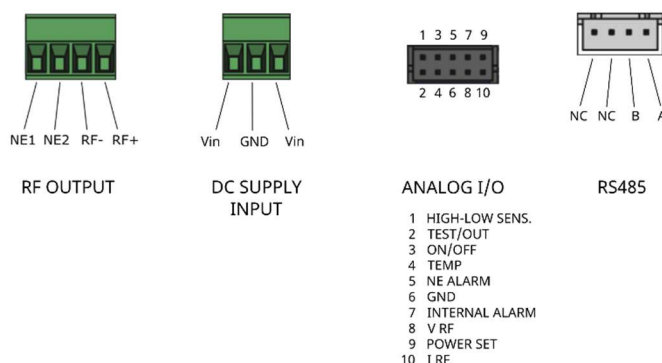 1 3 5 7 9
2 4 6 8 10
NE1 NE2 RF- RF+
Vin GND Vin
NC NC B A
RF OUTPUT
DC SUPPLY
INPUT
ANALOG I/O
RS485
1 HIGH-LOW SENS.
2 TEST/OUT
3 ON/OFF
4 TEMP
5 NE ALARM
6 GND
7 INTERNAL ALARM
8 V RF
9 POWER SET
10 I RF